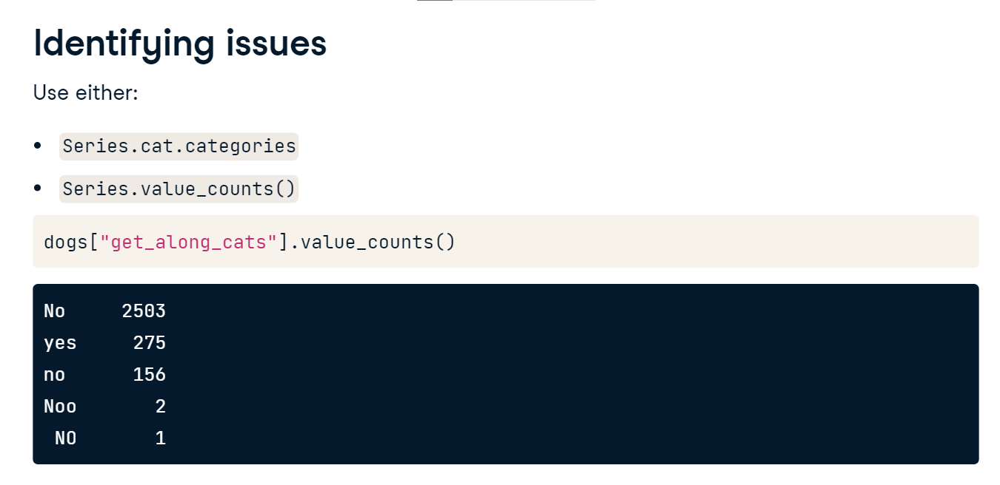 Identifying issues
Use either:
• Series.cat.categories
• Series.value_counts()
dogs["get_along_cats"].value_counts()
No     2503
yes     275
no      156
Noo       2
 NO       1